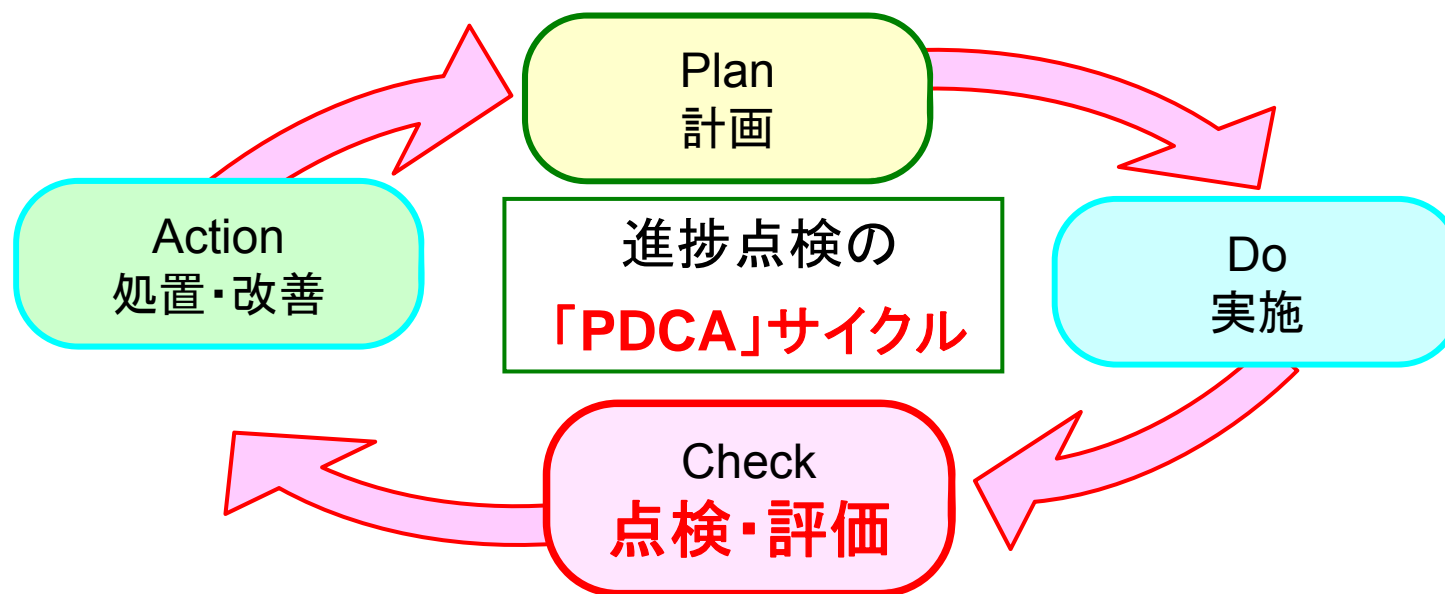 Plan
計画
Action
処置・改善
進捗点検の
「PDCA」サイクル
Do
実施
Check
点検・評価